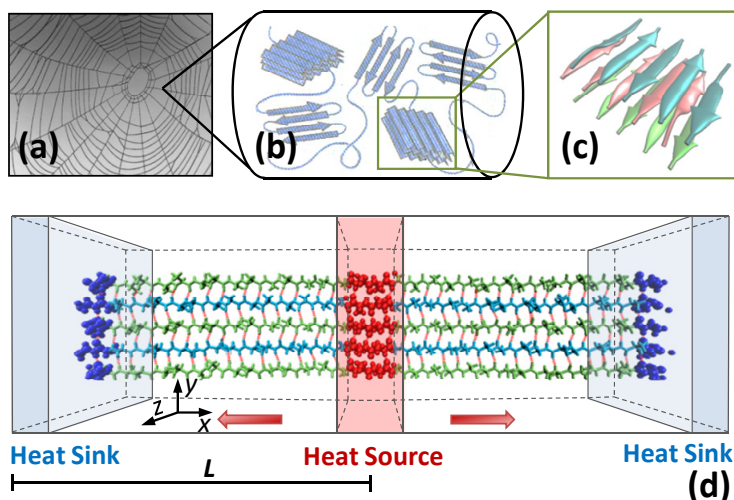 (a)
(b)
(c)
y
z
x
Heat Sink
Heat Source
Heat Sink
L
(d)